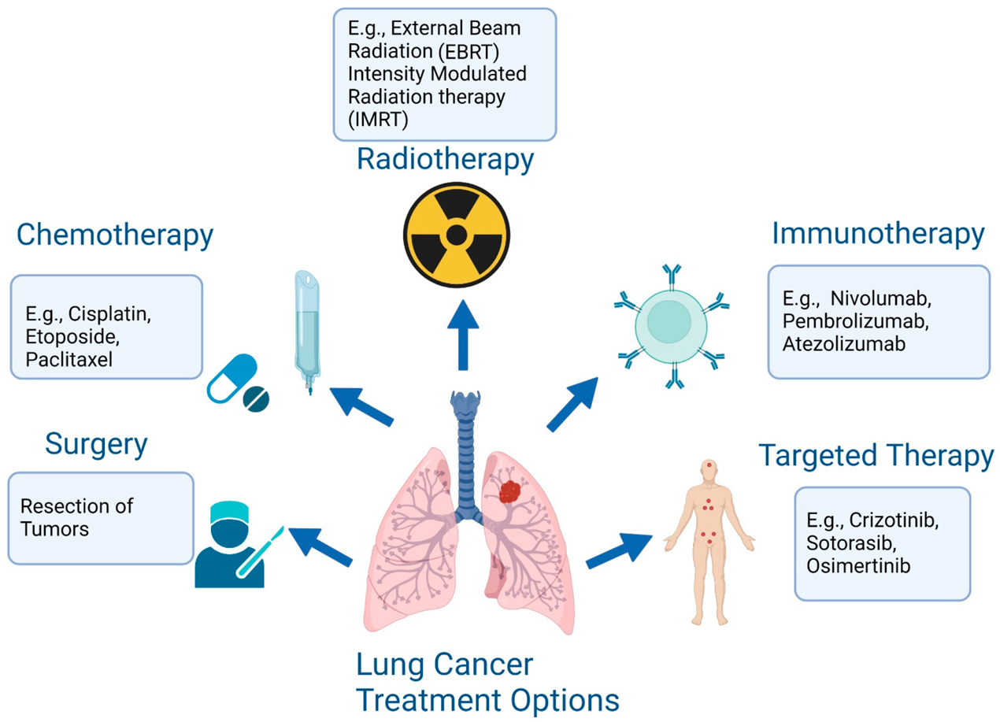 E.g., External Beam
Radiation (EBRT)
Intensity Modulated
Radiation therapy
(IMRT)
Radiotherapy
Chemotherapy
E.g., Cisplatin,
Etoposide,
Paclitaxel
Immunotherapy
E.g., Nivolumab,
Pembrolizumab,
Atezolizumab
Surgery
Resection of
Tumors
Targeted Therapy
E.g., Crizotinib,
Sotorasib,
Osimertinib
Lung Cancer
Treatment Options